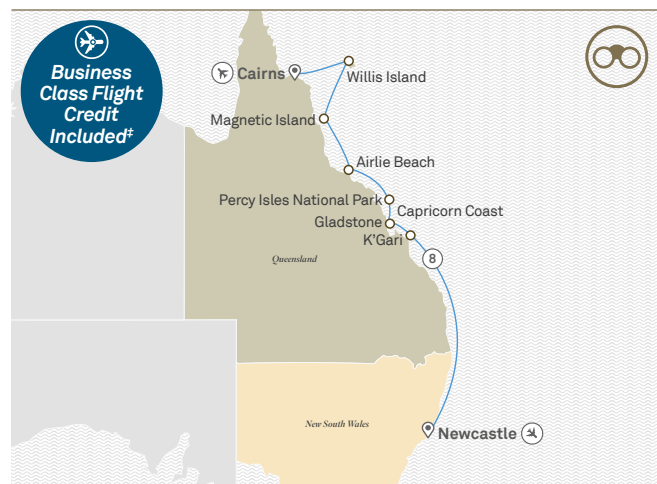 Business
Class Flight
Credit
Included‡
Cairns
Willis Island
Magnetic Island
Airlie Beach
Percy Isles National Park
Capricorn Coast
Gladstone
K'Gari
8
Queensland
New South Wales
Newcastle